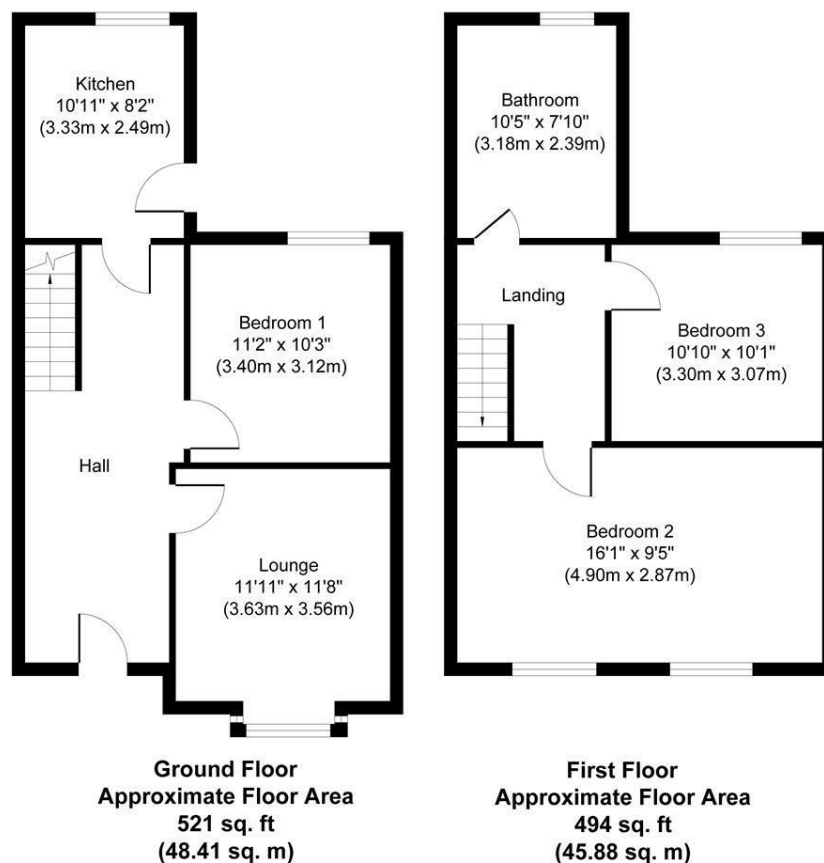 Kitchen
10'11" x 8'2"
(3.33m x 2.49m)
Bedroom 1
11'2" x 10'3"
(3.40m x 3.12m)
Hall
Lounge
11'11" x 11'8"
(3.63m x 3.56m)
Ground Floor
Approximate Floor Area
521 sq. ft
(48.41 sq. m)
Bathroom
10'5" x 7'10"
(3.18m x 2.39m)
Landing
Bedroom 3
10'10" x 10'1"
(3.30m x 3.07m)
Bedroom 2
16'1" x 9'5"
(4.90m x 2.87m)
First Floor
Approximate Floor Area
494 sq. ft
(45.88 sq. m)